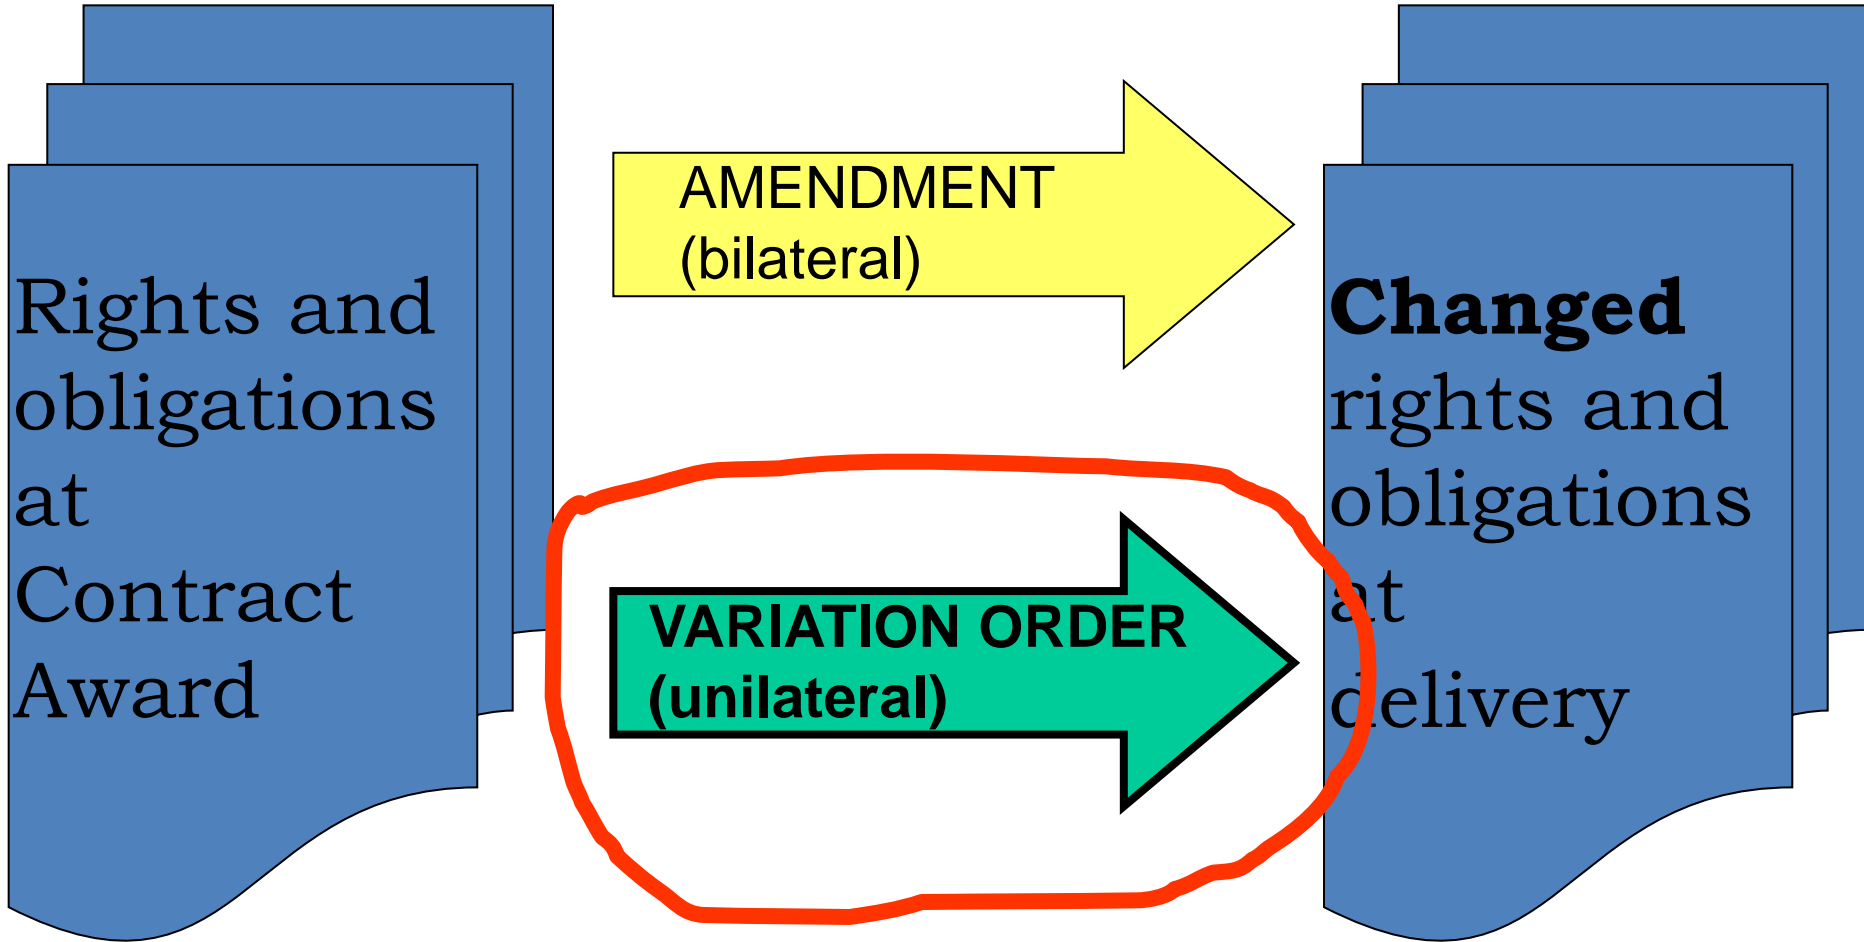 Rights and
obligations
at
Contract
Award
AMENDMENT
(bilateral)
VARIATION ORDER
(unilateral)
Changed
rights and
obligations
at
delivery